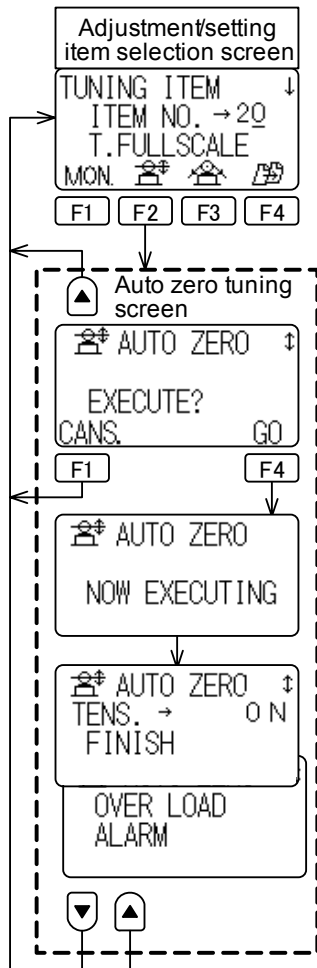 Adjustment/setting
item selection screen
TUNING ITEM ↓
ITEM NO. →20
T.FULLSCALE
MON.
F1 F2 F3 F4
Auto zero tuning
screen
AUTO ZERO ↕
EXECUTE?
CANS. GO
F1 F4
AUTO ZERO
NOW EXECUTING
AUTO ZERO ↕
TENS. → 0 N
FINISH
OVER LOAD
ALARM